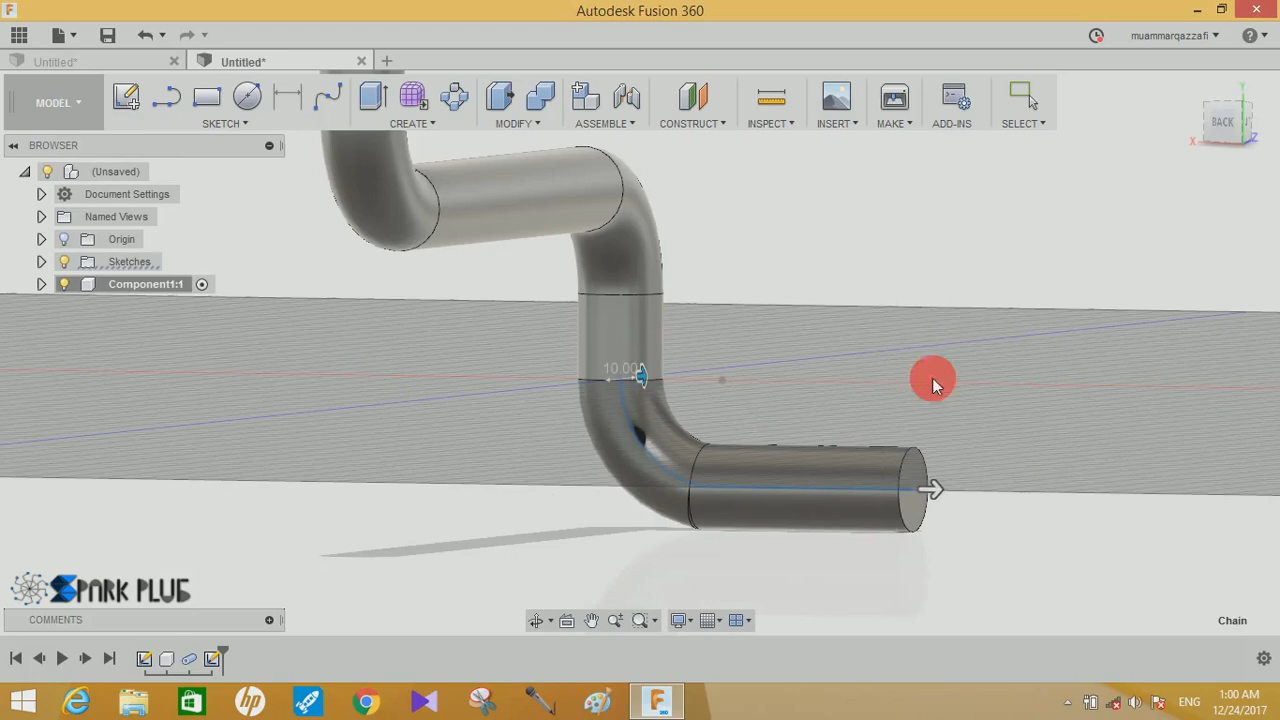 Autodesk Fusion 360
muammarqazzafi
Untitled*
Untitled*
MODEL
SKETCH
CREATE
MODIFY
ASSEMBLE
CONSTRUCT
INSPECT
INSERT
MAKE
ADD-INS
SELECT
BROWSER
(Unsaved)
Document Settings
Named Views
Origin
Sketches
Component1:1
BACK
X
Y
Z
10.00
SPARK PLUG
COMMENTS
Chain
ENG
1:00 AM
12/24/2017